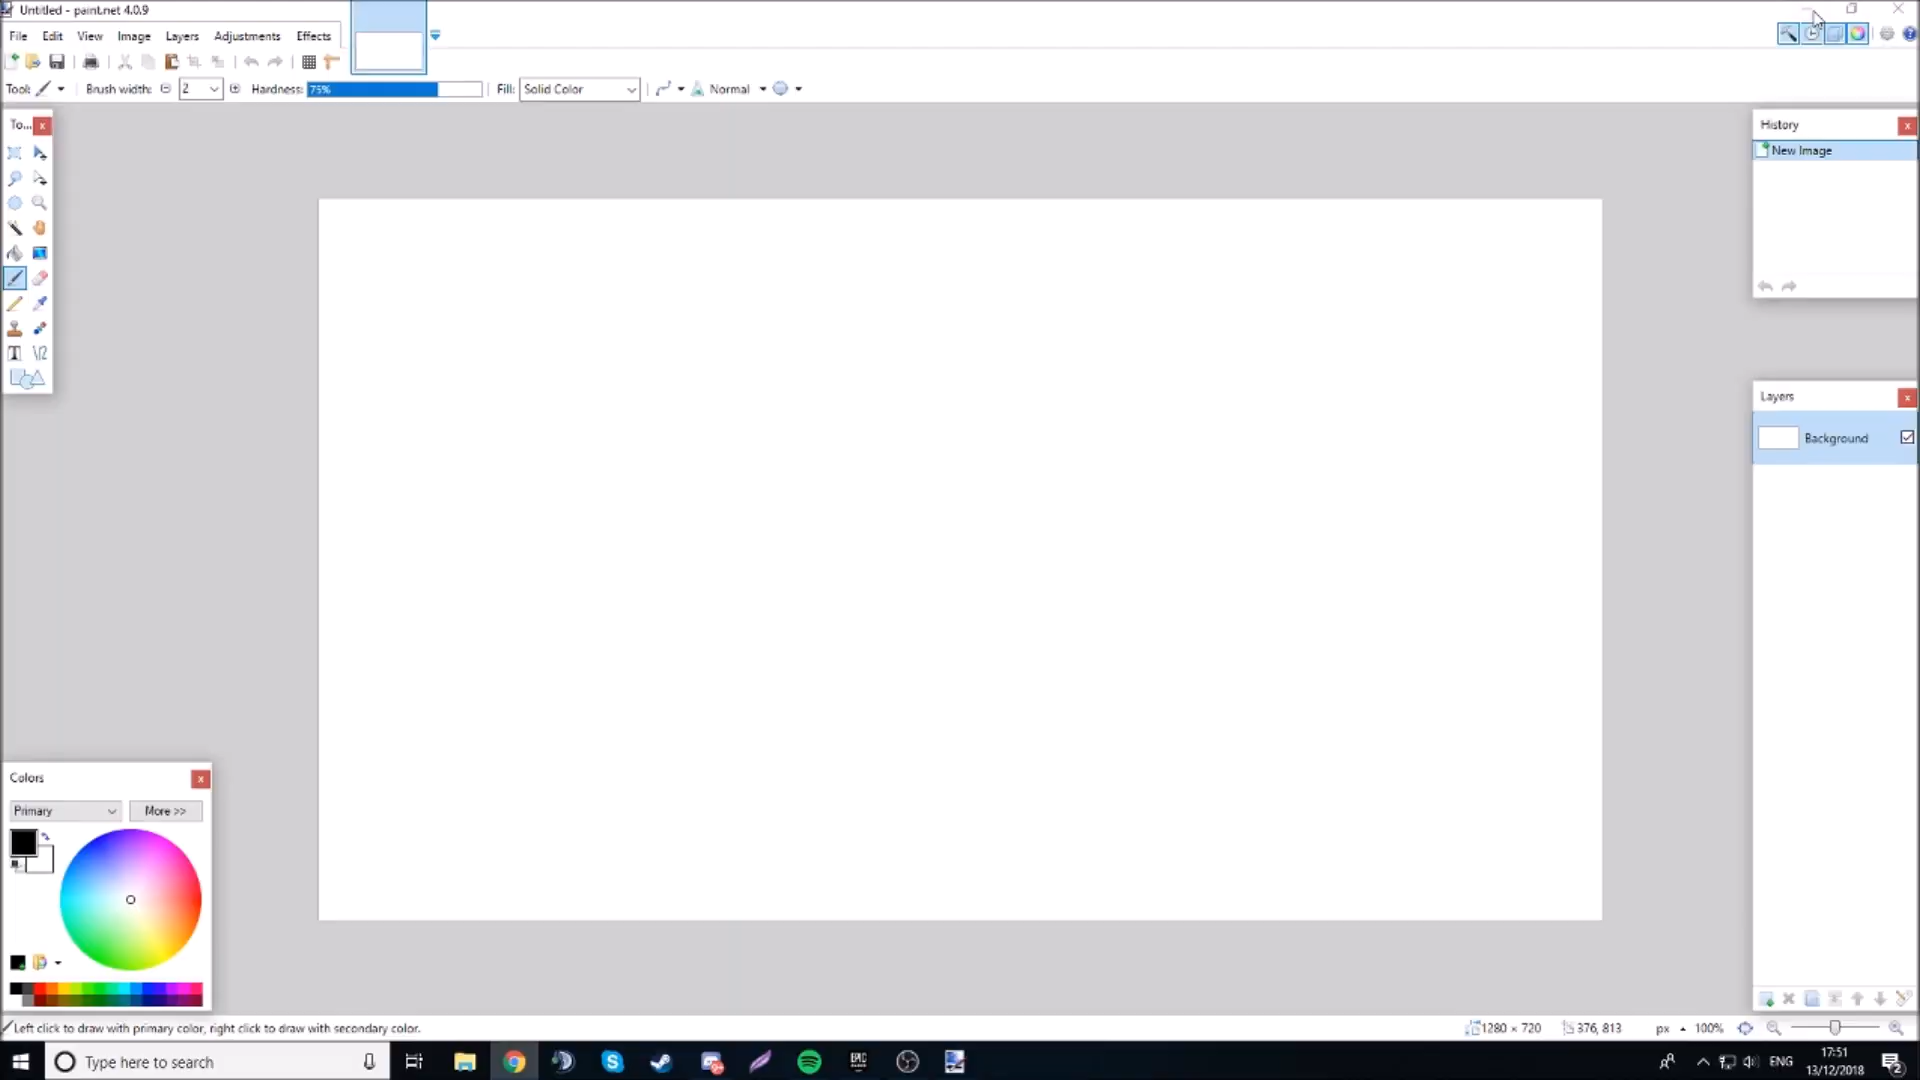 Untitled - paint.net 4.0.9
File Edit View Image Layers Adjustments Effects
Tool: Brush width: 2 Hardness: 75% Fill: Solid Color Normal
To...
History
New Image
Layers
Background
Colors
Primary More >>
Left click to draw with primary color, right click to draw with secondary color.
1280 × 720 376, 813 px 100%
Type here to search
EPIC
ENG
17:51
13/12/2018
2